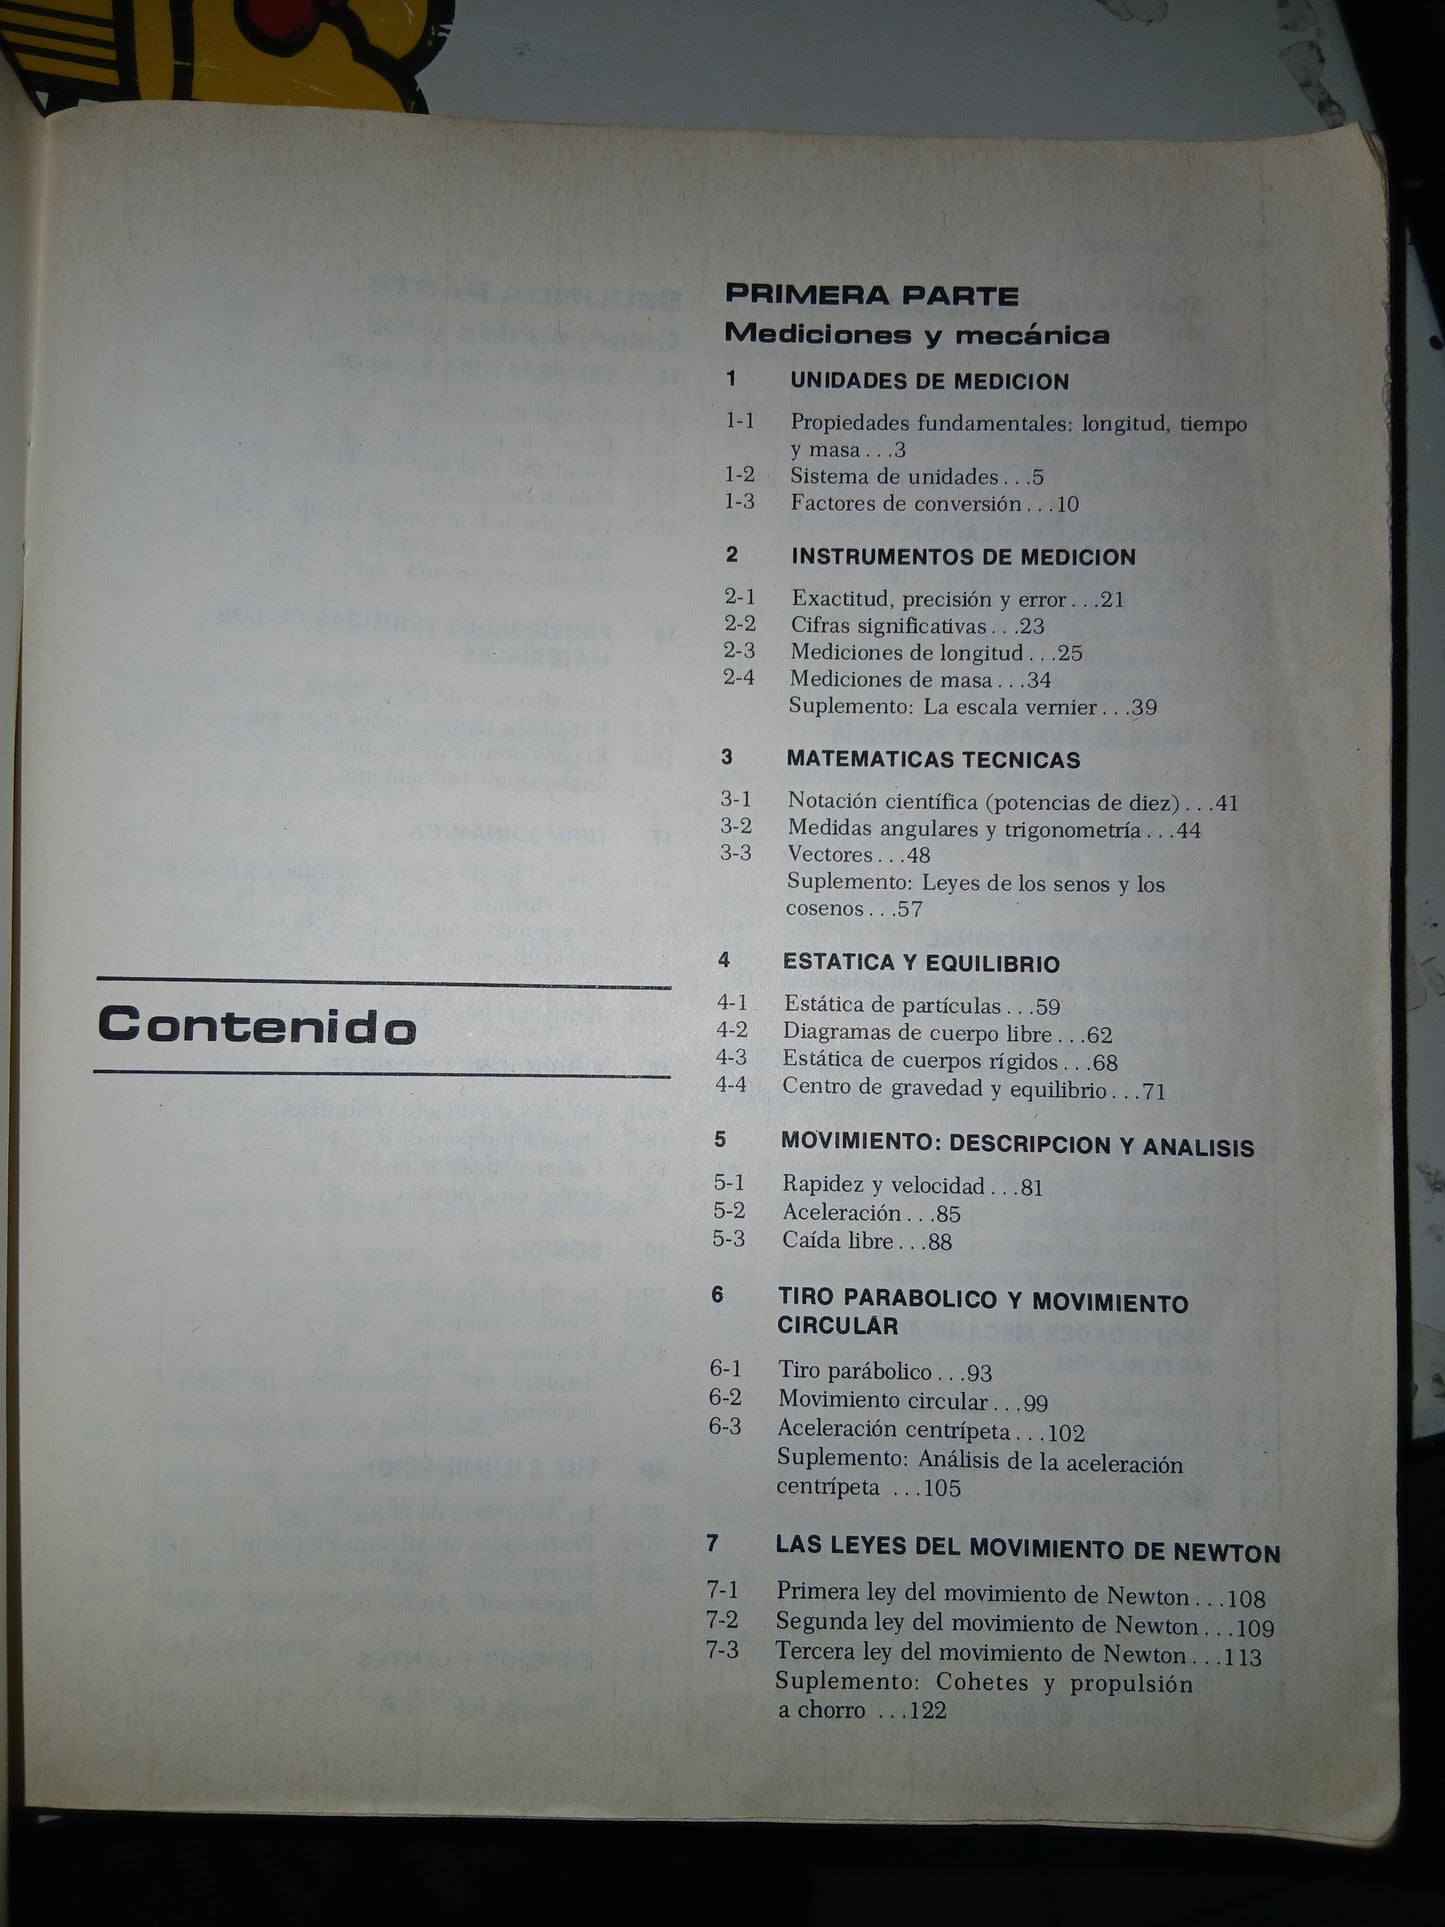 Contenido
PRIMERA PARTE
Mediciones y mecánica
1 UNIDADES DE MEDICION
1-1 Propiedades fundamentales: longitud, tiempo
y masa...3
1-2 Sistema de unidades...5
1-3 Factores de conversión...10
2 INSTRUMENTOS DE MEDICION
2-1 Exactitud, precisión y error...21
2-2 Cifras significativas...23
2-3 Mediciones de longitud...25
2-4 Mediciones de masa...34
Suplemento: La escala vernier...39
3 MATEMATICAS TECNICAS
3-1 Notación científica (potencias de diez)...41
3-2 Medidas angulares y trigonometría...44
3-3 Vectores...48
Suplemento: Leyes de los senos y los
cosenos...57
4 ESTATICA Y EQUILIBRIO
4-1 Estática de partículas...59
4-2 Diagramas de cuerpo libre...62
4-3 Estática de cuerpos rígidos...68
4-4 Centro de gravedad y equilibrio...71
5 MOVIMIENTO: DESCRIPCION Y ANALISIS
5-1 Rapidez y velocidad...81
5-2 Aceleración...85
5-3 Caída libre...88
6 TIRO PARABOLICO Y MOVIMIENTO
CIRCULAR
6-1 Tiro parábolico...93
6-2 Movimiento circular...99
6-3 Aceleración centrípeta...102
Suplemento: Análisis de la aceleración
centrípeta ...105
7 LAS LEYES DEL MOVIMIENTO DE NEWTON
7-1 Primera ley del movimiento de Newton...108
7-2 Segunda ley del movimiento de Newton...109
7-3 Tercera ley del movimiento de Newton...113
Suplemento: Cohetes y propulsión
a chorro ...122